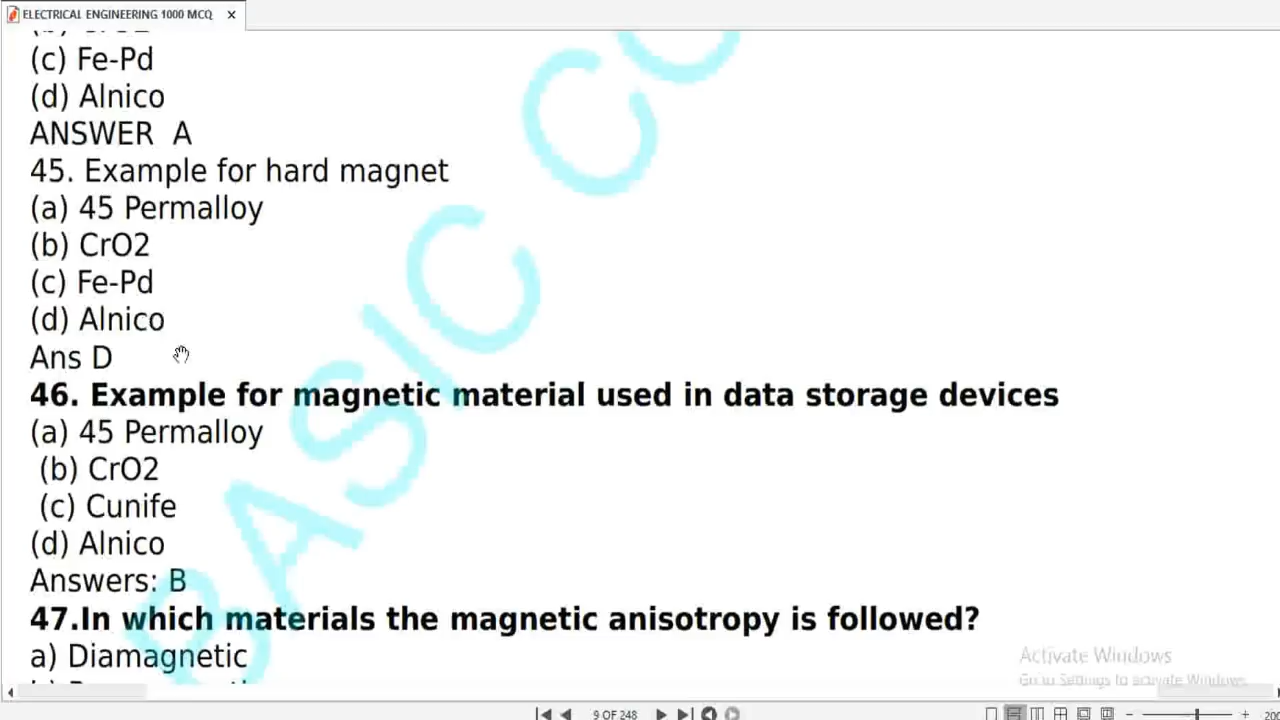 ELECTRICAL ENGINEERING 1000 MCQ ×
(c) Fe-Pd
(d) Alnico
ANSWER A
45. Example for hard magnet
(a) 45 Permalloy
(b) CrO2
(c) Fe-Pd
(d) Alnico
Ans D
46. Example for magnetic material used in data storage devices
(a) 45 Permalloy
(b) CrO2
(c) Cunife
(d) Alnico
Answers: B
47.In which materials the magnetic anisotropy is followed?
a) Diamagnetic
BASIC
Activate Windows
Go to Settings to activate Windows.
9 OF 248